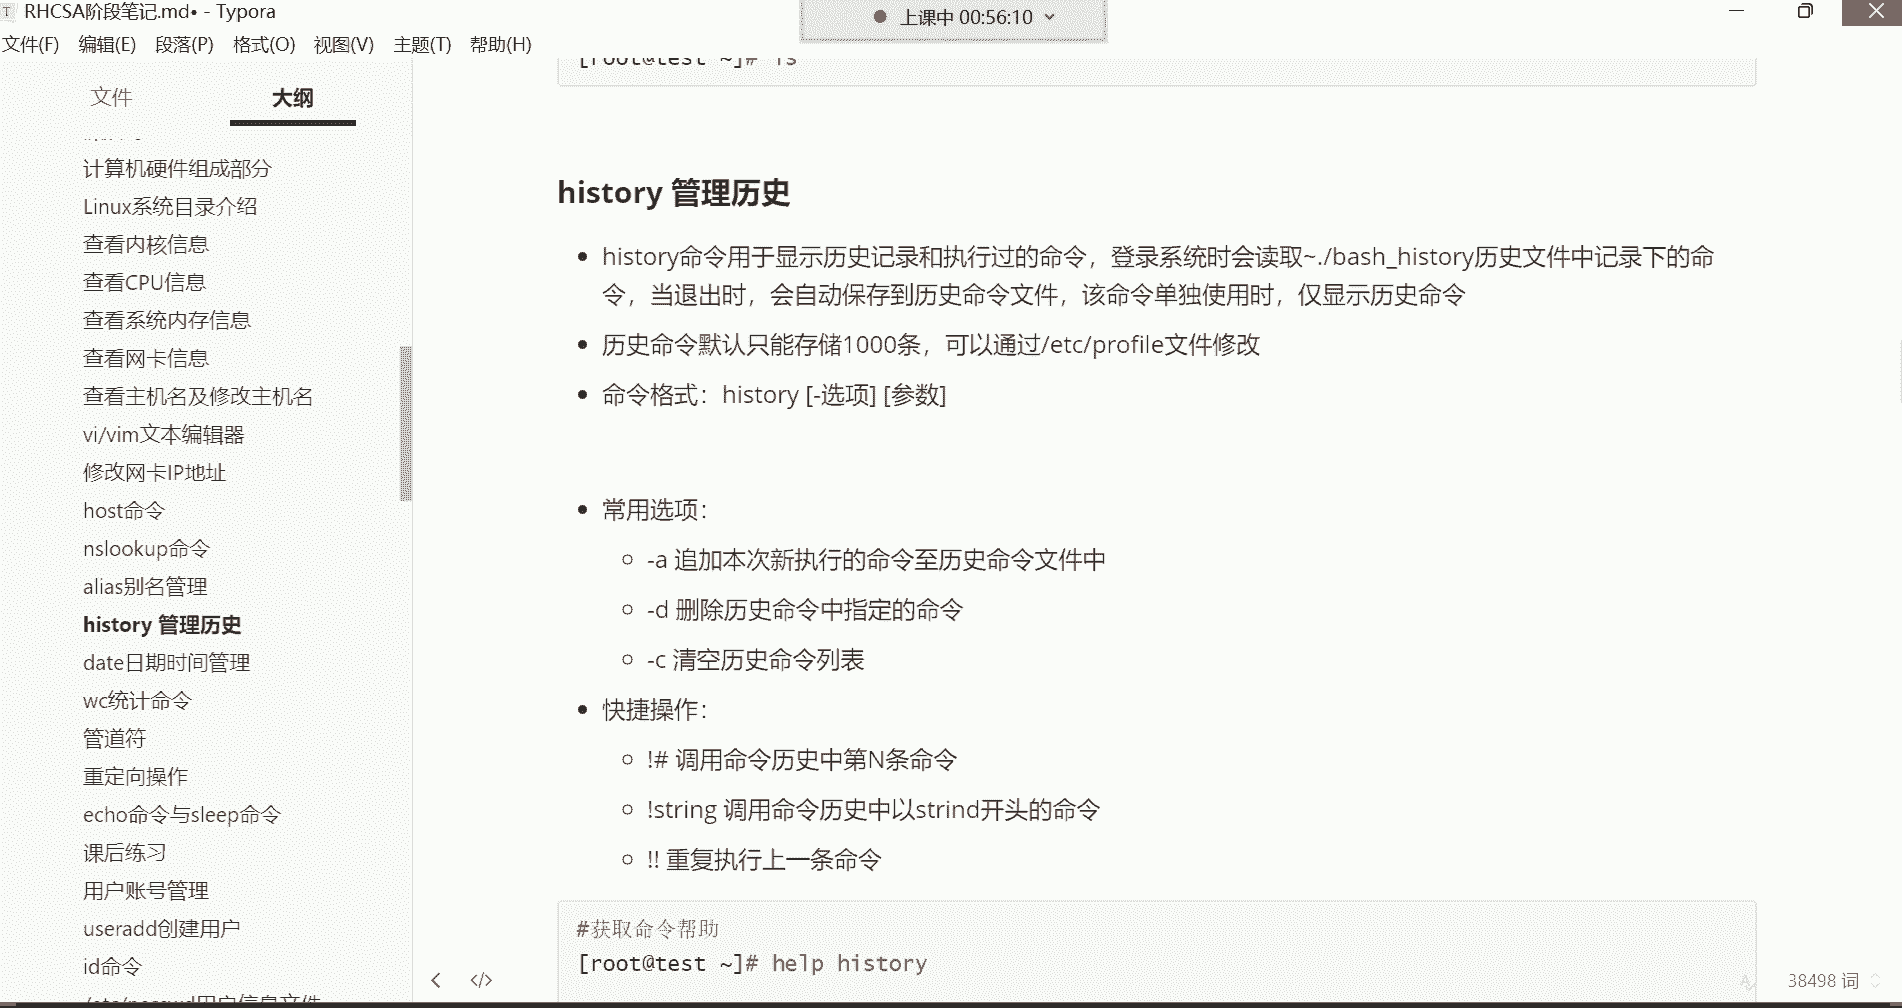 RHCSA阶段笔记.md• - Typora
上课中 00:56:10
文件(F) 编辑(E) 段落(P) 格式(O) 视图(V) 主题(T) 帮助(H)
文件 大纲
计算机硬件组成部分
Linux系统目录介绍
查看内核信息
查看CPU信息
查看系统内存信息
查看网卡信息
查看主机名及修改主机名
vi/vim文本编辑器
修改网卡IP地址
host命令
nslookup命令
alias别名管理
history 管理历史
date日期时间管理
wc统计命令
管道符
重定向操作
echo命令与sleep命令
课后练习
用户账号管理
useradd创建用户
id命令
/etc/passwd用户信息文件
[root@test ~]# ls
history 管理历史
• history命令用于显示历史记录和执行过的命令，登录系统时会读取~./bash_history历史文件中记录下的命
令，当退出时，会自动保存到历史命令文件，该命令单独使用时，仅显示历史命令
• 历史命令默认只能存储1000条，可以通过/etc/profile文件修改
• 命令格式：history [-选项] [参数]
• 常用选项：
◦ -a 追加本次新执行的命令至历史命令文件中
◦ -d 删除历史命令中指定的命令
◦ -c 清空历史命令列表
• 快捷操作：
◦ !# 调用命令历史中第N条命令
◦ !string 调用命令历史中以strind开头的命令
◦ !! 重复执行上一条命令
#获取命令帮助
[root@test ~]# help history
38498 词